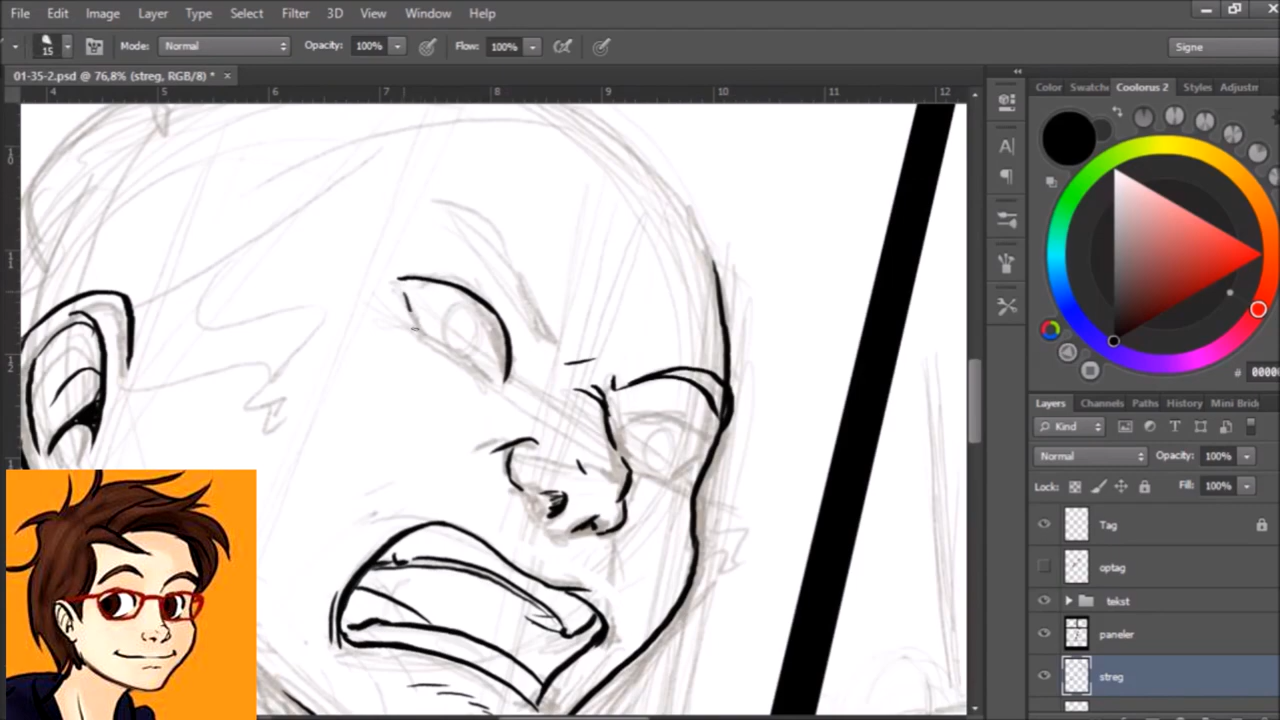 File Edit Image Layer Type Select Filter 3D View Window Help
15 Mode: Normal Opacity: 100% Flow: 100% Signe
01-35-2.psd @ 76,8% (streg, RGB/8) * ×
4 5 6 7 8 9 10 11 12
Color Swatch Coolorus 2 Styles Adjustm
# 0000
Layers Channels Paths History Mini Brid
Kind
Normal Opacity: 100%
Lock: Fill: 100%
Tag
optag
tekst
paneler
streg